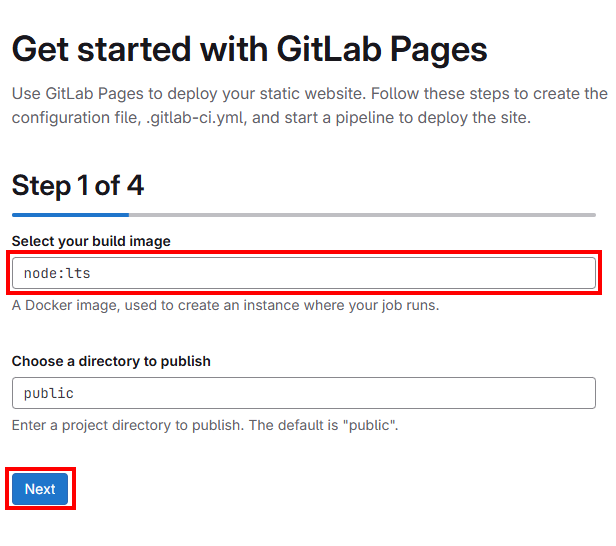 Get started with GitLab Pages
Use GitLab Pages to deploy your static website. Follow these steps to create the
configuration file, .gitlab-ci.yml, and start a pipeline to deploy the site.
Step 1 of 4
Select your build image
node:lts
A Docker image, used to create an instance where your job runs.
Choose a directory to publish
public
Enter a project directory to publish. The default is "public".
Next